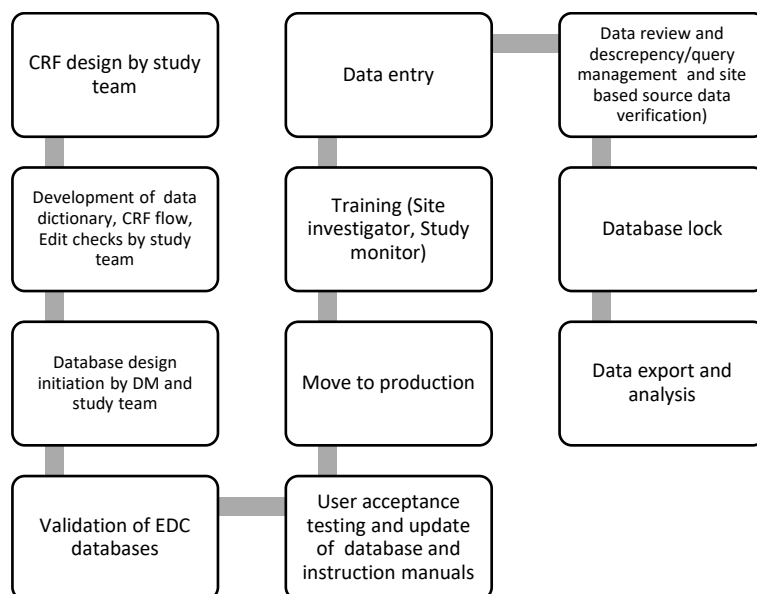 CRF design by study
team
Development of data
dictionary, CRF flow,
Edit checks by study
team
Database design
initiation by DM and
study team
Validation of EDC
databases
User acceptance
testing and update
of database and
instruction manuals
Move to production
Training (Site
investigator, Study
monitor)
Data entry
Data review and
descrepency/query
management and site
based source data
verification)
Database lock
Data export and
analysis